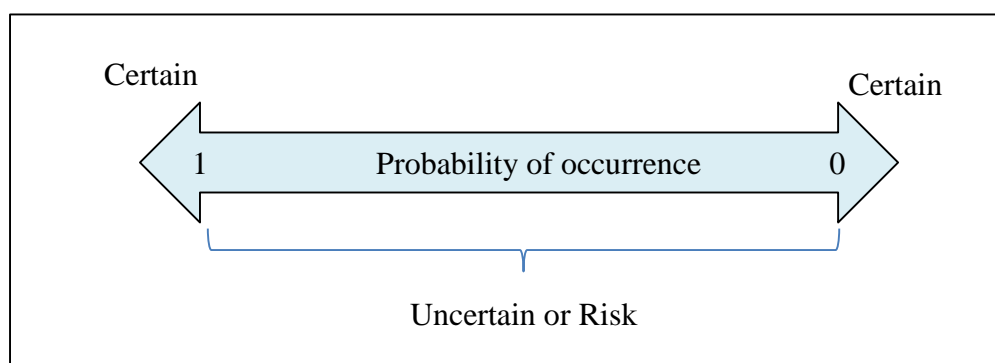 Certain
Certain
1 Probability of occurrence 0
Uncertain or Risk